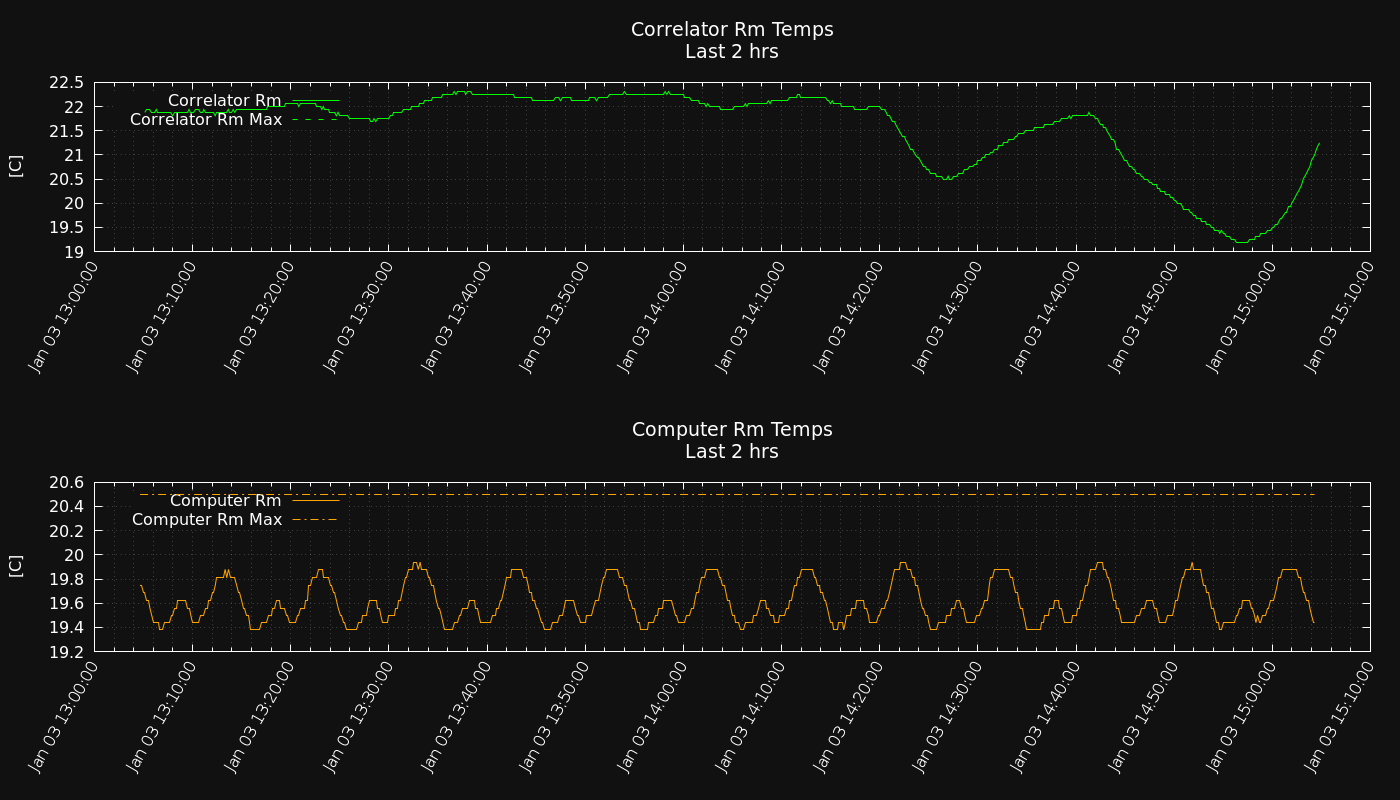 Correlator Rm Temps
Last 2 hrs
22.5
22
21.5
21
20.5
20
19.5
19
[C]
Correlator Rm
Correlator Rm Max
Jan 03 13:00:00
Jan 03 13:10:00
Jan 03 13:20:00
Jan 03 13:30:00
Jan 03 13:40:00
Jan 03 13:50:00
Jan 03 14:00:00
Jan 03 14:10:00
Jan 03 14:20:00
Jan 03 14:30:00
Jan 03 14:40:00
Jan 03 14:50:00
Jan 03 15:00:00
Jan 03 15:10:00
Computer Rm Temps
Last 2 hrs
20.6
20.4
20.2
20
19.8
19.6
19.4
19.2
[C]
Computer Rm
Computer Rm Max
Jan 03 13:00:00
Jan 03 13:10:00
Jan 03 13:20:00
Jan 03 13:30:00
Jan 03 13:40:00
Jan 03 13:50:00
Jan 03 14:00:00
Jan 03 14:10:00
Jan 03 14:20:00
Jan 03 14:30:00
Jan 03 14:40:00
Jan 03 14:50:00
Jan 03 15:00:00
Jan 03 15:10:00